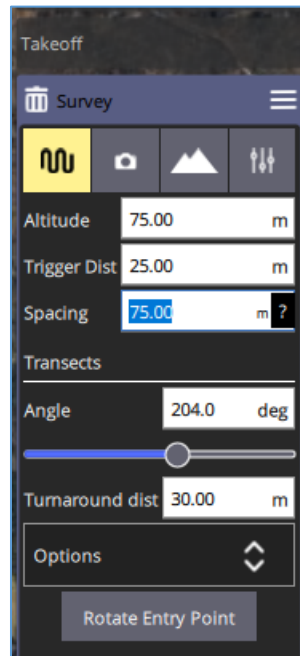 Takeoff
Survey
Altitude 75.00 m
Trigger Dist 25.00 m
Spacing 75.00 m ?
Transects
Angle 204.0 deg
Turnaround dist 30.00 m
Options
Rotate Entry Point